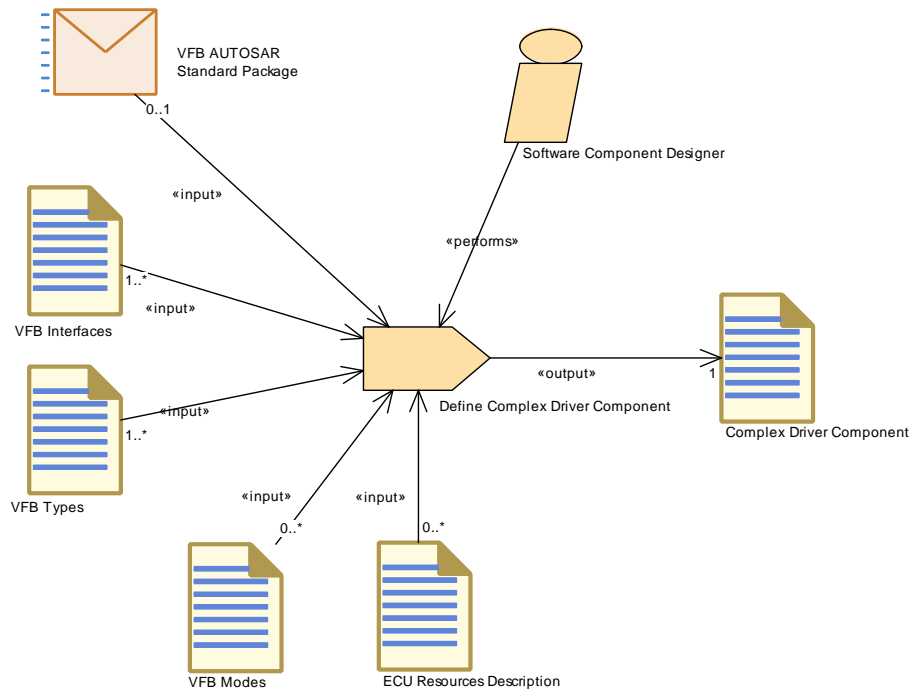 VFB AUTOSAR
Standard Package
0..1
Software Component Designer
«input»
«performs»
1..*
«input»
VFB Interfaces
«output»
1
Define Complex Driver Component
«input»
1..*
Complex Driver Component
VFB Types
«input»
«input»
0..*
0..*
VFB Modes
ECU Resources Description